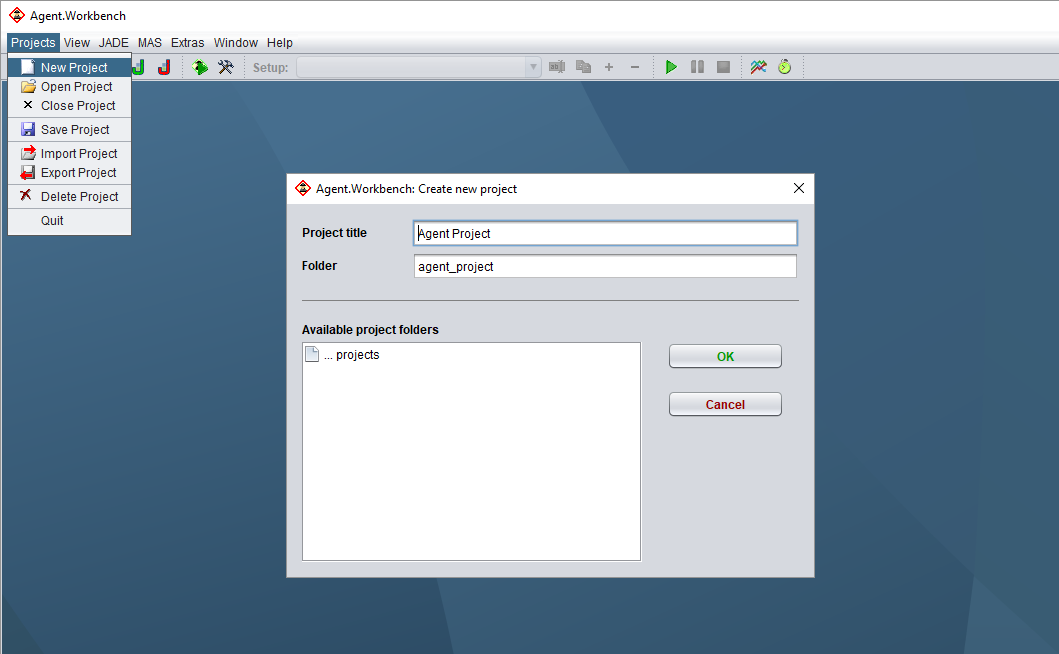 Agent.Workbench
Projects View JADE MAS Extras Window Help
New Project
Setup:
Open Project
Close Project
Save Project
Import Project
Export Project
Delete Project
Quit
Agent.Workbench: Create new project
Project title
Agent Project
Folder
agent_project
Available project folders
... projects
OK
Cancel